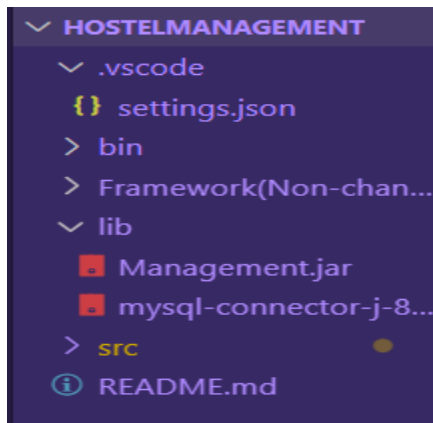 HOSTELMANAGEMENT
.vscode
{} settings.json
bin
Framework(Non-chan...
lib
Management.jar
mysql-connector-j-8...
src
README.md